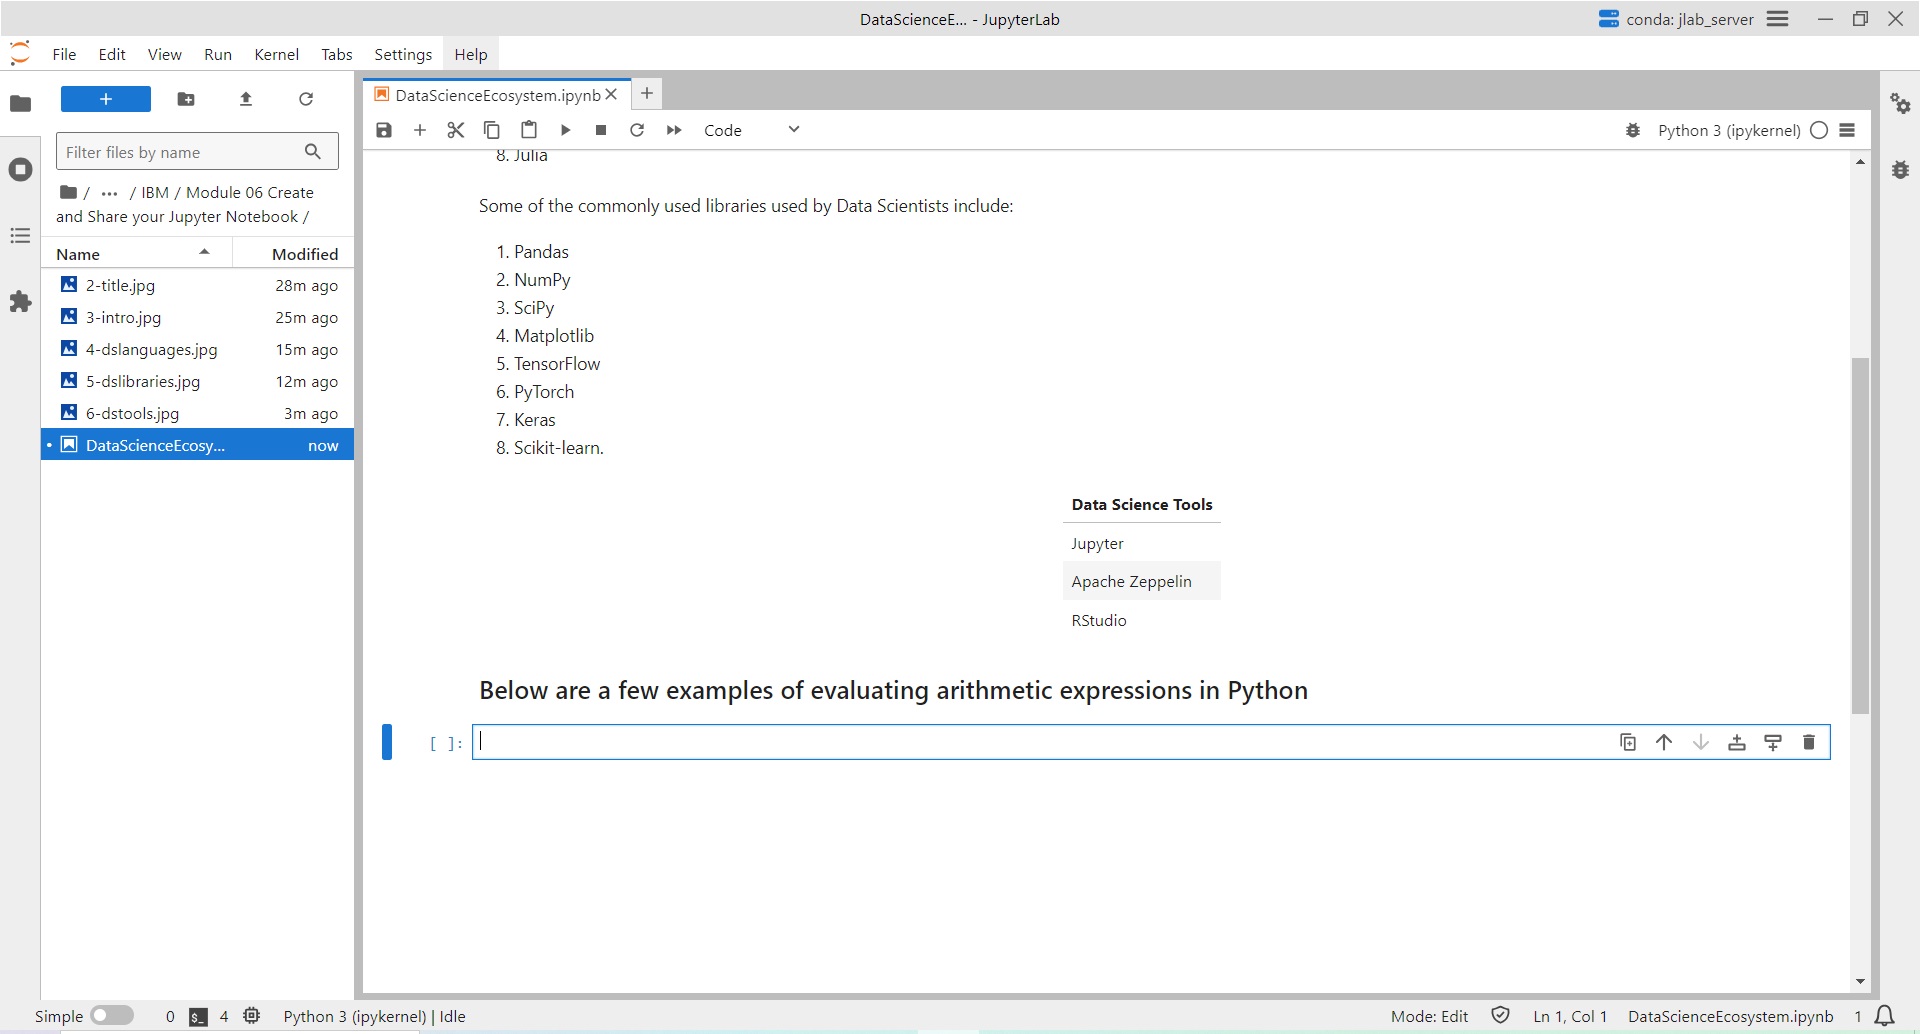 DataScienceE... - JupyterLab
conda: jlab_server
File Edit View Run Kernel Tabs Settings Help
DataScienceEcosystem.ipynb
Code
Python 3 (ipykernel)
Filter files by name
/ ... / IBM / Module 06 Create
and Share your Jupyter Notebook /
Name Modified
2-title.jpg 28m ago
3-intro.jpg 25m ago
4-dslanguages.jpg 15m ago
5-dslibraries.jpg 12m ago
6-dstools.jpg 3m ago
DataScienceEcosy... now
8. Julia
Some of the commonly used libraries used by Data Scientists include:
1. Pandas
2. NumPy
3. SciPy
4. Matplotlib
5. TensorFlow
6. PyTorch
7. Keras
8. Scikit-learn.
Data Science Tools
Jupyter
Apache Zeppelin
RStudio
Below are a few examples of evaluating arithmetic expressions in Python
[ ]:
Simple 0 $_ 4 Python 3 (ipykernel) | Idle Mode: Edit Ln 1, Col 1 DataScienceEcosystem.ipynb 1